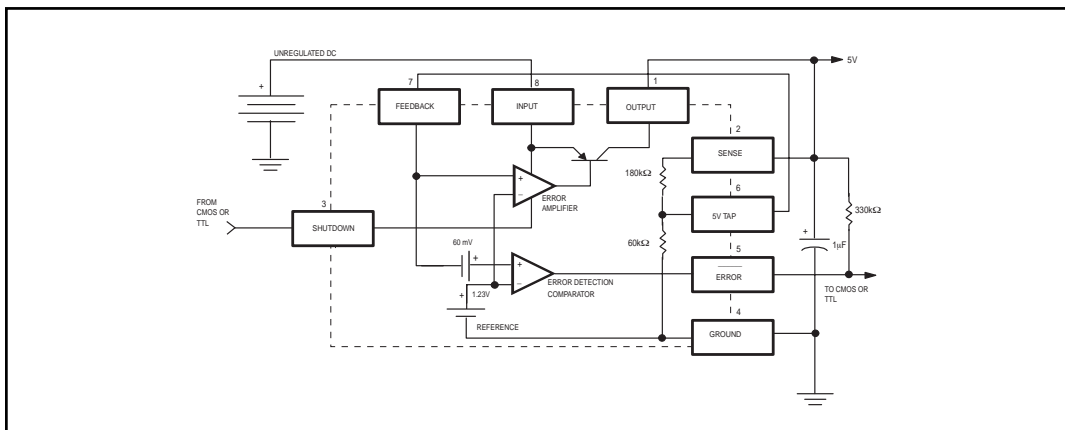 UNREGULATED DC
7
8
1
5V
+
FEEDBACK
INPUT
OUTPUT
2
SENSE
180kΩ
+
−
ERROR
AMPLIFIER
6
5V TAP
330kΩ
FROM
CMOS OR
TTL
3
SHUTDOWN
60kΩ
+
1µF
60 mV
+
+
−
ERROR DETECTION
COMPARATOR
5
ERROR
TO CMOS OR
TTL
+
1.23V
REFERENCE
4
GROUND